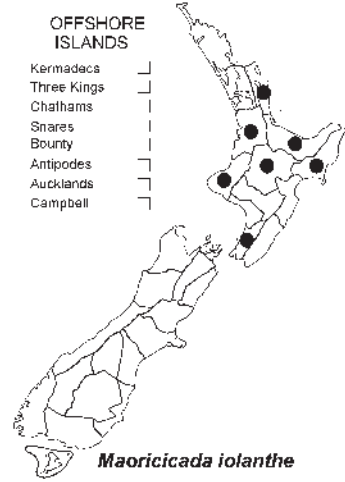 OFFSHORE
ISLANDS
Kermadecs
Three Kings
Chathams
Snares
Bounty
Antipodes
Aucklands
Campbell
Maoricicada iolanthe